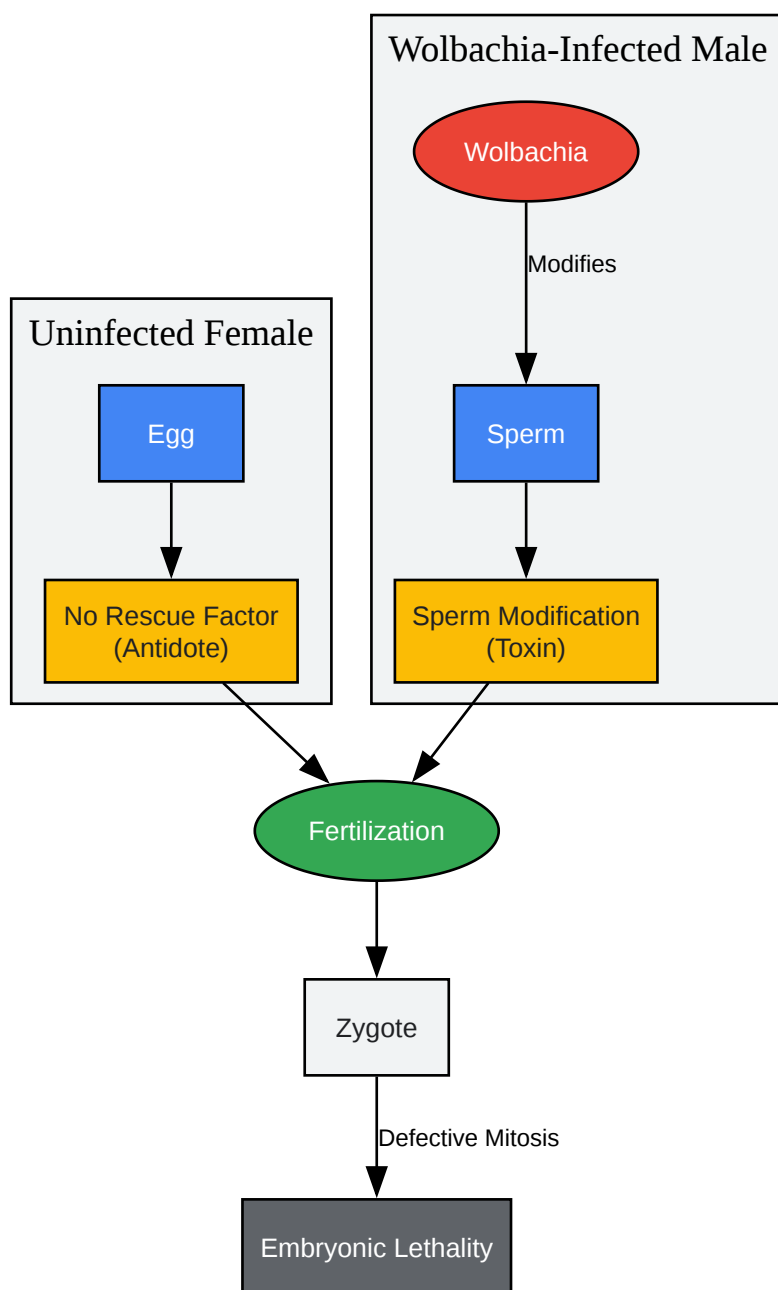 Wolbachia-Infected Male
Wolbachia
Modifies
Uninfected Female
Egg
Sperm
No Rescue Factor
(Antidote)
Sperm Modification
(Toxin)
Fertilization
Zygote
Defective Mitosis
Embryonic Lethality